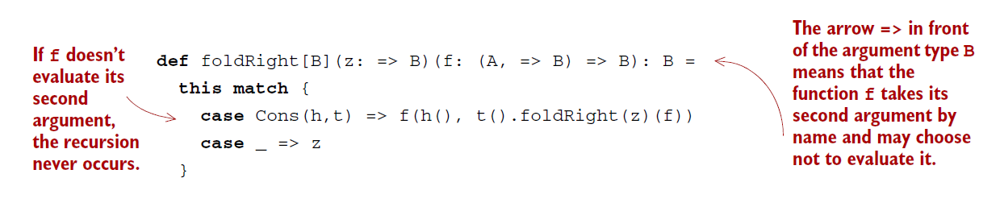 If f doesn’t
evaluate its
second
argument,
the recursion
never occurs.
def foldRight[B](z: => B)(f: (A, => B) => B): B =
this match {
case Cons(h,t) => f(h(), t().foldRight(z)(f))
case _ => z
}
The arrow => in front
of the argument type B
means that the
function f takes its
second argument by
name and may choose
not to evaluate it.